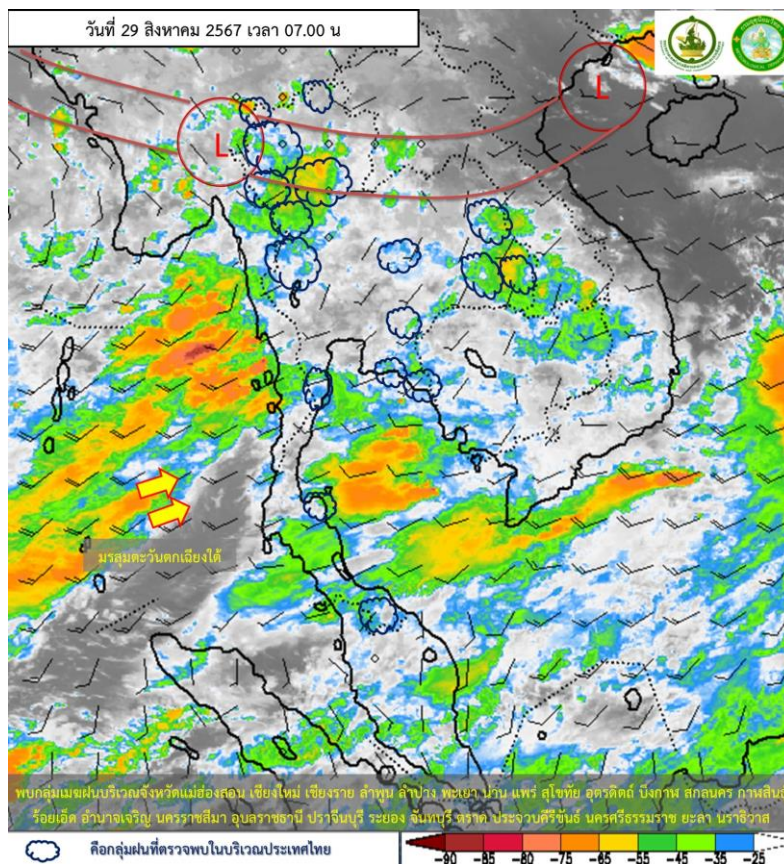 วันที่ 29 สิงหาคม 2567 เวลา 07.00 น
L
L
มรสุมตะวันตกเฉียงใต้
พบกลุ่มเมฆฝนบริเวณจังหวัดแม่ฮ่องสอน เชียงใหม่ เชียงราย ลำพูน ลำปาง พะเยา น่าน แพร่ สุโขทัย อุตรดิตถ์ บึงกาฬ สกลนคร กาฬสินธุ์
ร้อยเอ็ด อำนาจเจริญ นครราชสีมา อุบลราชธานี ปราจีนบุรี ระยอง จันทบุรี ตราด ประจวบคีรีขันธ์ นครศรีธรรมราช ยะลา นราธิวาส
คือกลุ่มฝนที่ตรวจพบในบริเวณประเทศไทย
-90 -85 -80 -75 -65 -55 -45 -35 -25